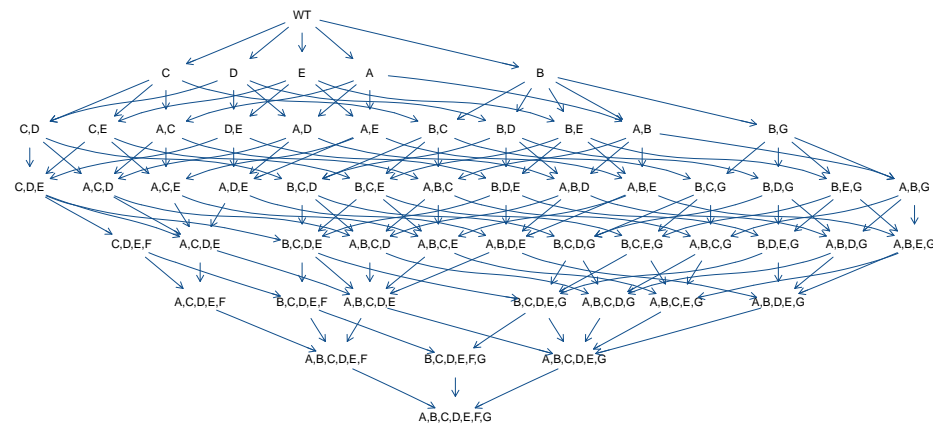 WT
C D E A B
C,D C,E A,C D,E A,D A,E B,C B,D B,E A,B B,G
C,D,E A,C,D A,C,E A,D,E B,C,D B,C,E A,B,C B,D,E A,B,D A,B,E B,C,G B,D,G B,E,G A,B,G
C,D,E,F A,C,D,E B,C,D,E A,B,C,D A,B,C,E A,B,D,E B,C,D,G B,C,E,G A,B,C,G B,D,E,G A,B,D,G A,B,E,G
A,C,D,E,F B,C,D,E,F A,B,C,D,E B,C,D,E,G A,B,C,D,G A,B,C,E,G A,B,D,E,G
A,B,C,D,E,F B,C,D,E,F,G A,B,C,D,E,G
A,B,C,D,E,F,G